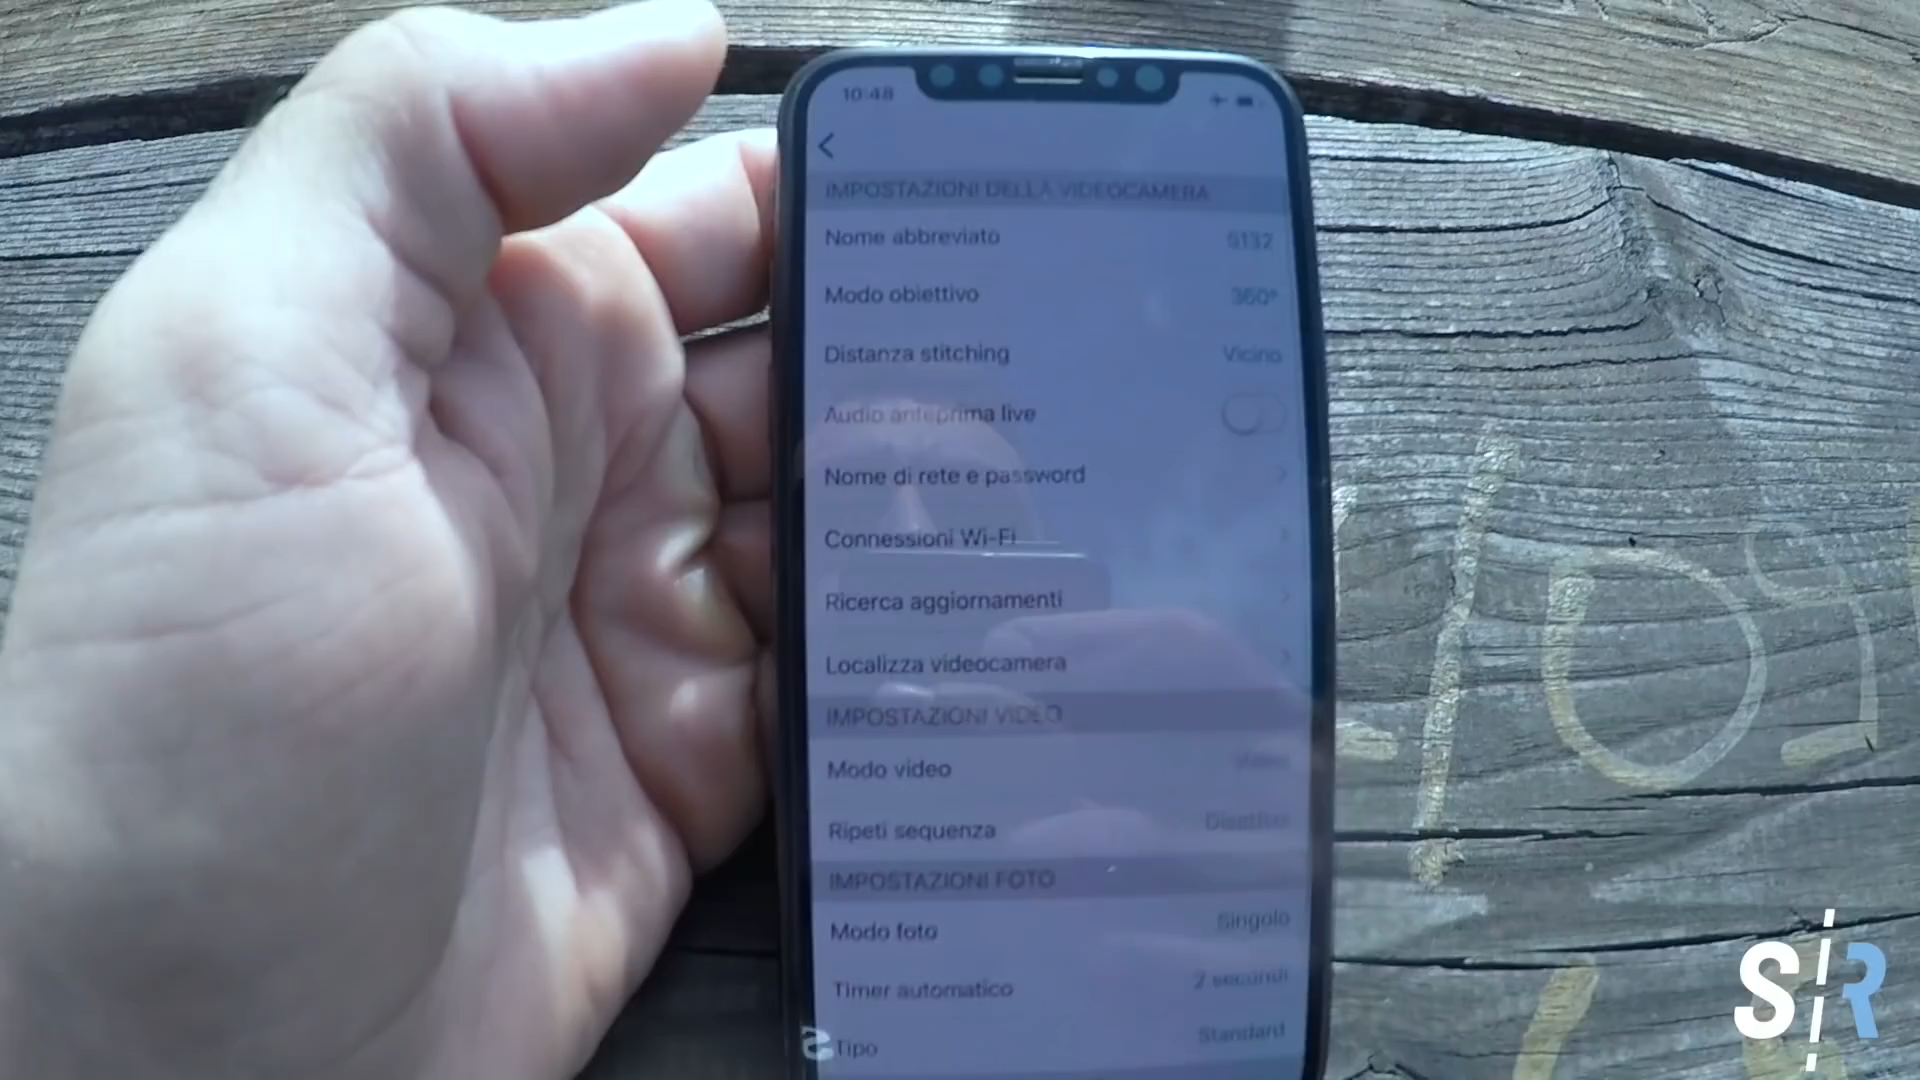 10:48
IMPOSTAZIONI DELLA VIDEOCAMERA
Nome abbreviato 5132
Modo obiettivo 360°
Distanza stitching Vicino
Audio anteprima live
Nome di rete e password
Connessioni Wi-Fi
Ricerca aggiornamenti
Localizza videocamera
IMPOSTAZIONI VIDEO
Modo video Video
Ripeti sequenza
IMPOSTAZIONI FOTO
Modo foto Singolo
Timer automatico 2 secondi
Tipo Standard
S R